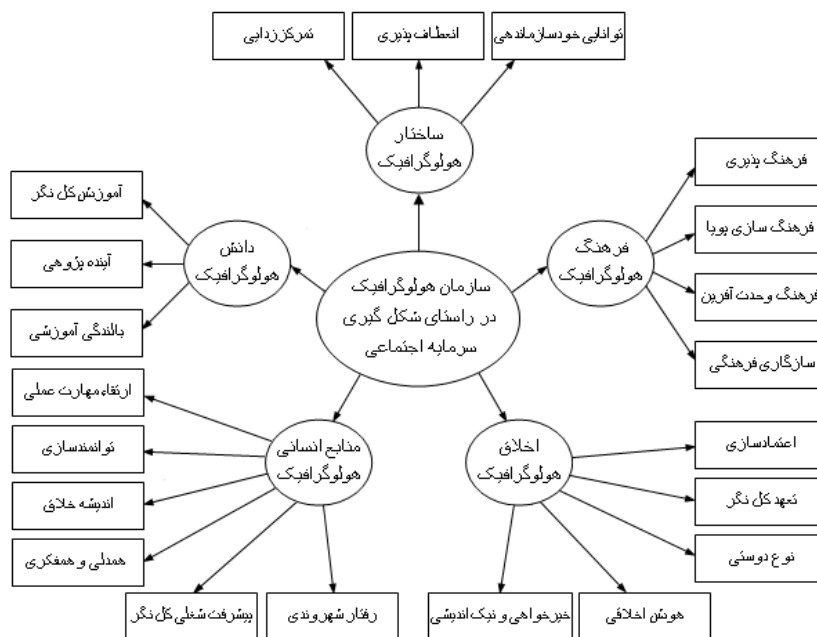 تمرکززدایی
انعطاف پذیری
توانایی خودسازماندهی
ساختار
هولوگرافیک
فرهنگ پذیری
فرهنگ سازی پویا
فرهنگ وحدت آفرین
سازگاری فرهنگی
فرهنگ
هولوگرافیک
آموزش کل نگر
آینده پژوهی
بالندگی آموزشی
دانش
هولوگرافیک
سازمان هولوگرافیک
در راستای شکل گیری
سرمایه اجتماعی
ارتقاء مهارت عملی
توانمندسازی
اندیشه خلاق
همدلی و همفکری
پیشرفت شغلی کل نگر
رفتار شهروندی
منابع انسانی
هولوگرافیک
اخلاق
هولوگرافیک
اعتمادسازی
تعهد کل نگر
نوع دوستی
هوش اخلاقی
خیرخواهی و نیک اندیشی